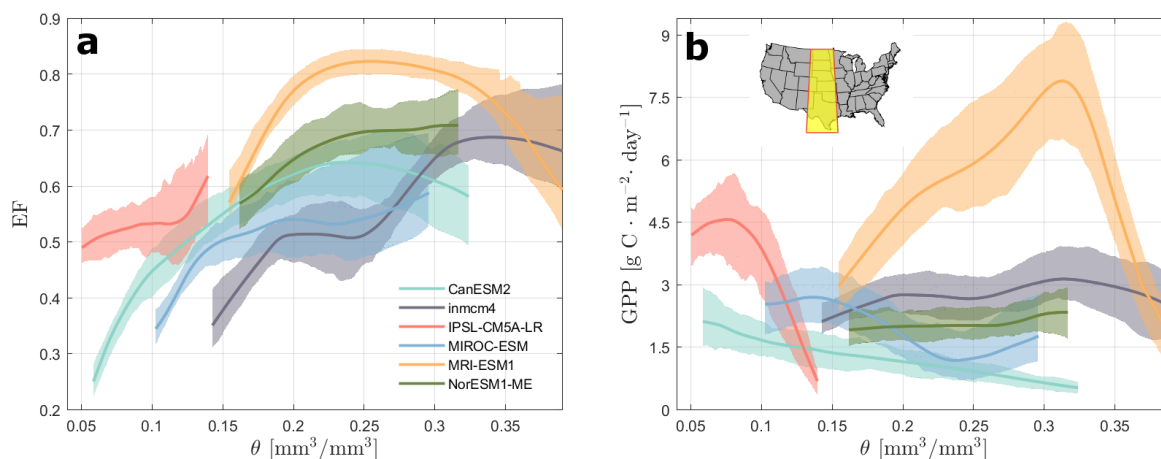 a
EF
0.9
0.8
0.7
0.6
0.5
0.4
0.3
0.2
0.05 0.1 0.15 0.2 0.25 0.3 0.35
θ [mm³/mm³]
CanESM2
inmcm4
IPSL-CM5A-LR
MIROC-ESM
MRI-ESM1
NorESM1-ME
b
GPP [g C · m⁻² · day⁻¹]
9
7.5
6
4.5
3
1.5
0
0.05 0.1 0.15 0.2 0.25 0.3 0.35
θ [mm³/mm³]